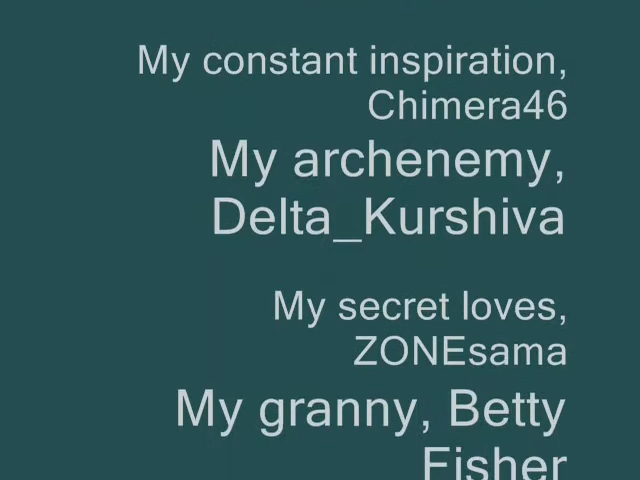 My constant inspiration,
Chimera46
My archenemy,
Delta_Kurshiva
My secret loves,
ZONEsama
My granny, Betty
Fisher